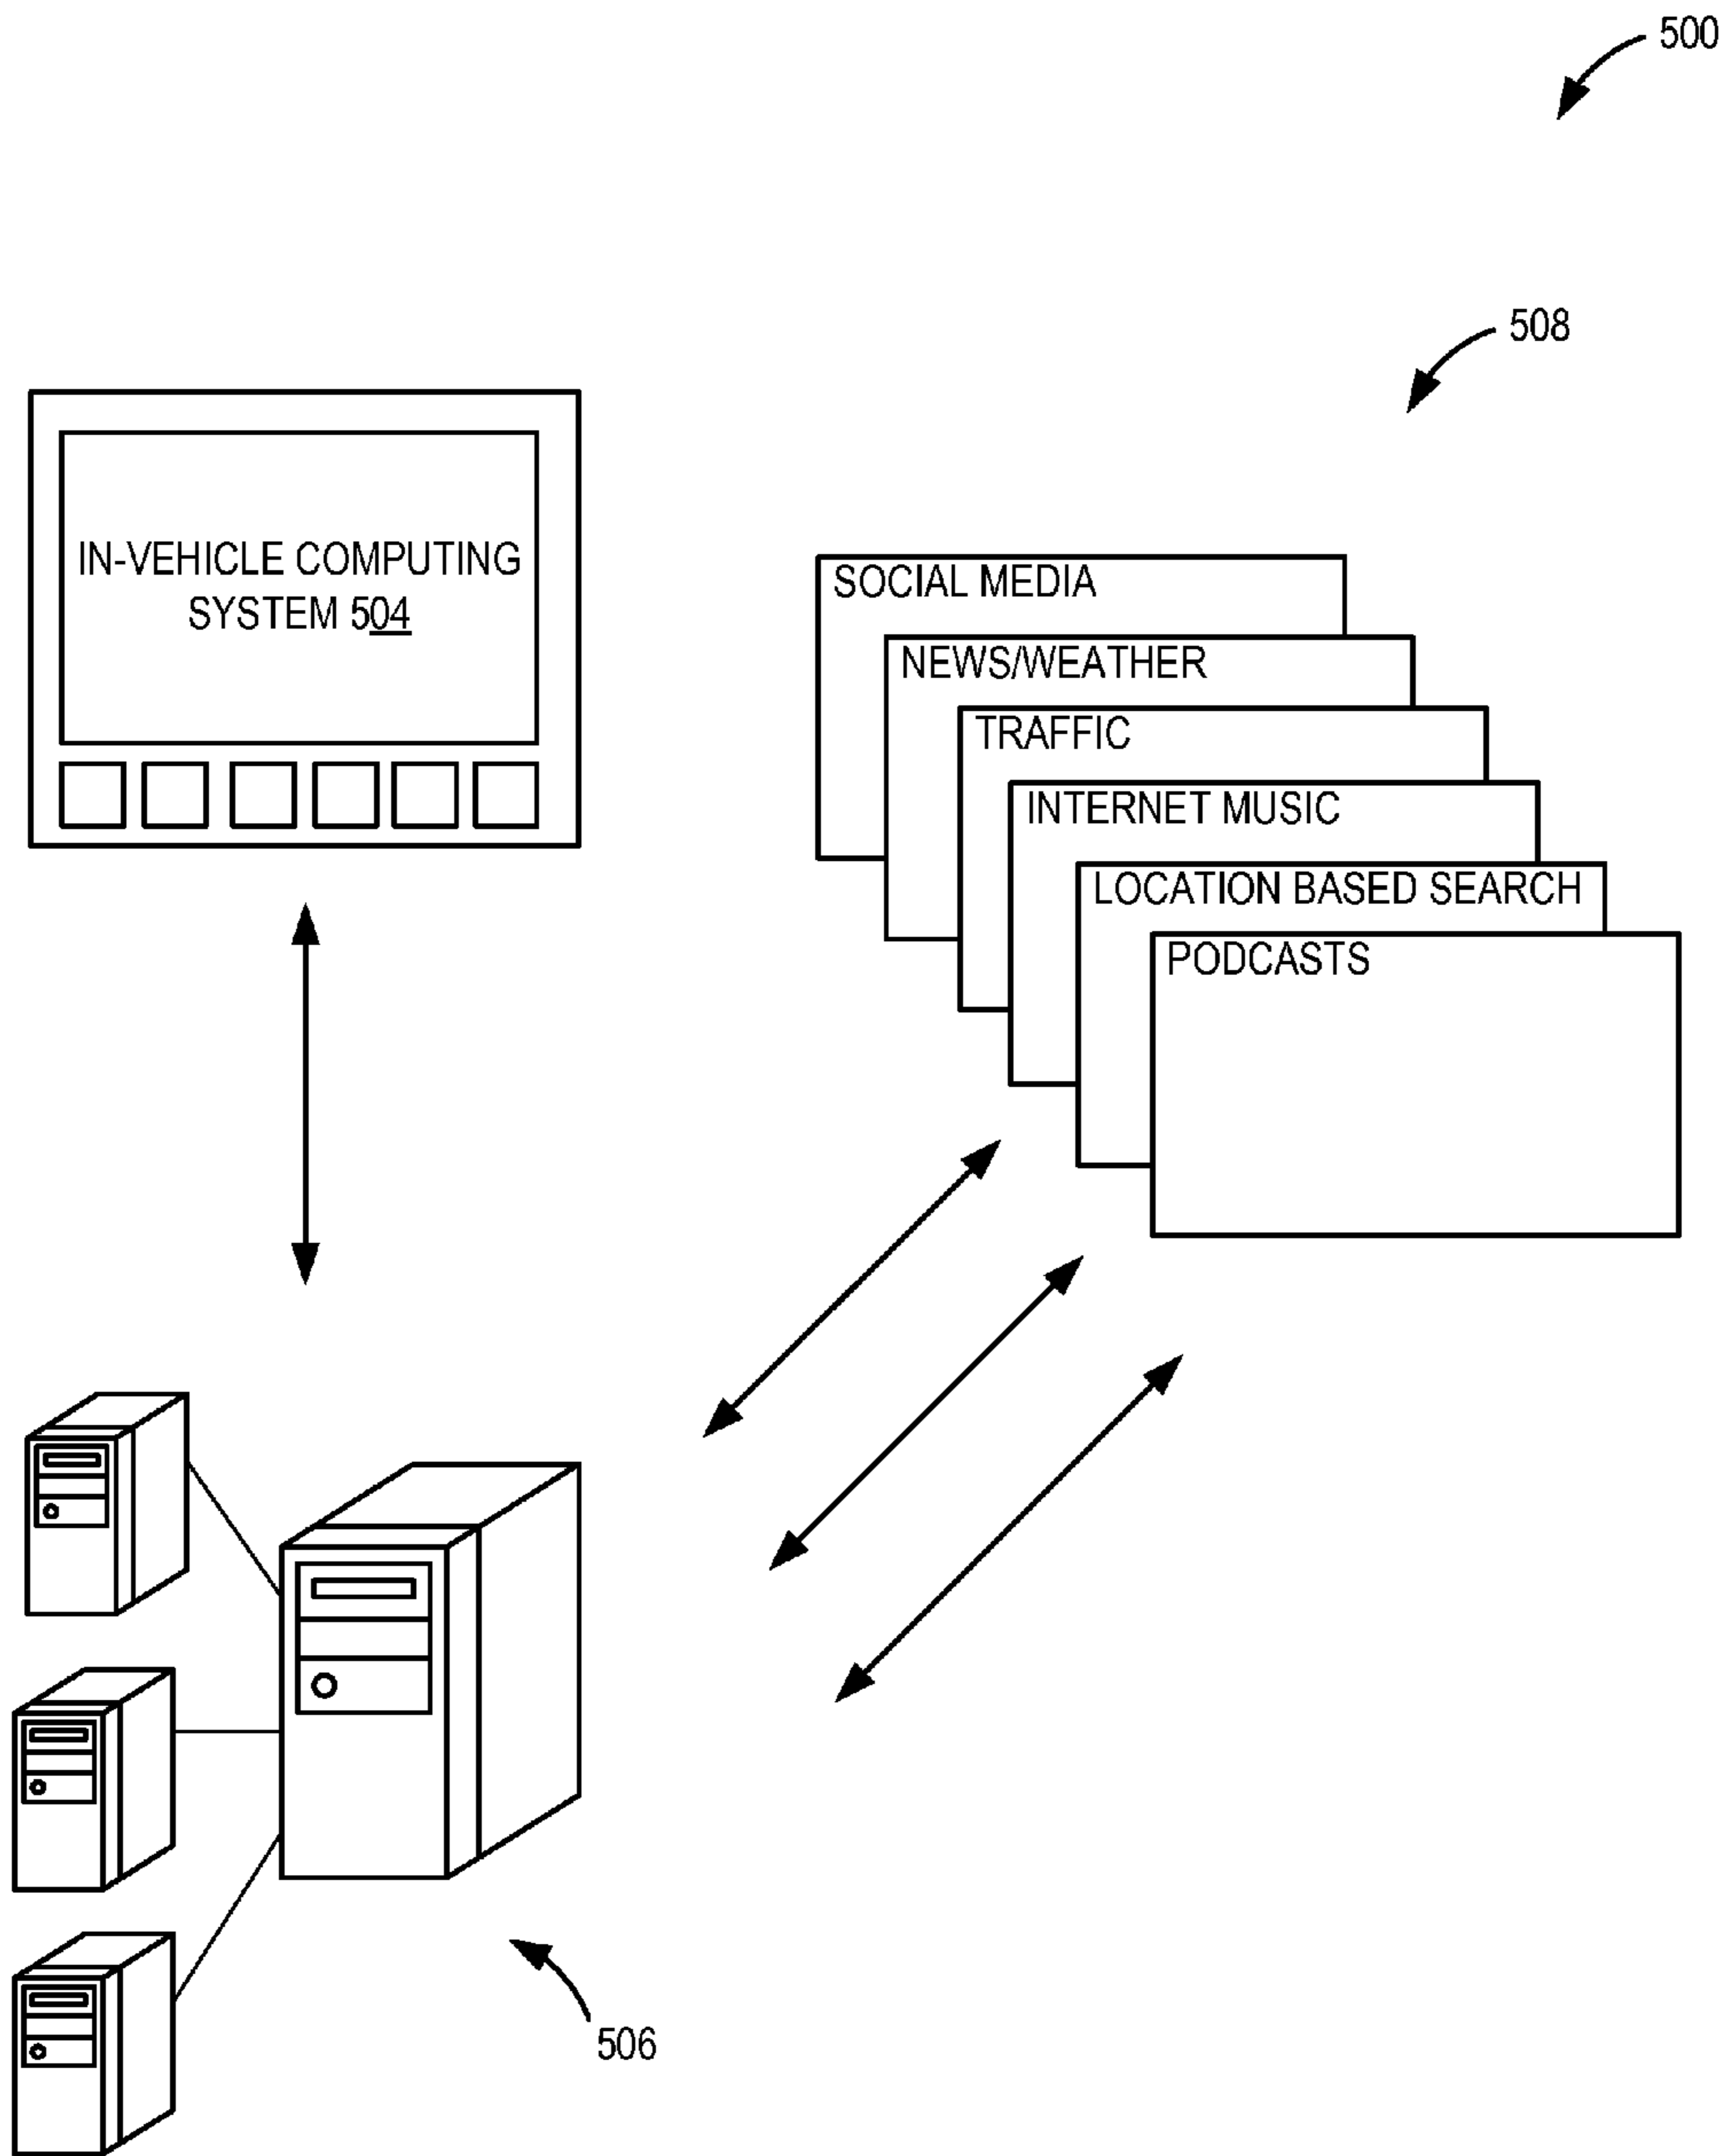 500
508
IN-VEHICLE COMPUTING
SYSTEM 504
SOCIAL MEDIA
NEWS/WEATHER
TRAFFIC
INTERNET MUSIC
LOCATION BASED SEARCH
PODCASTS
506